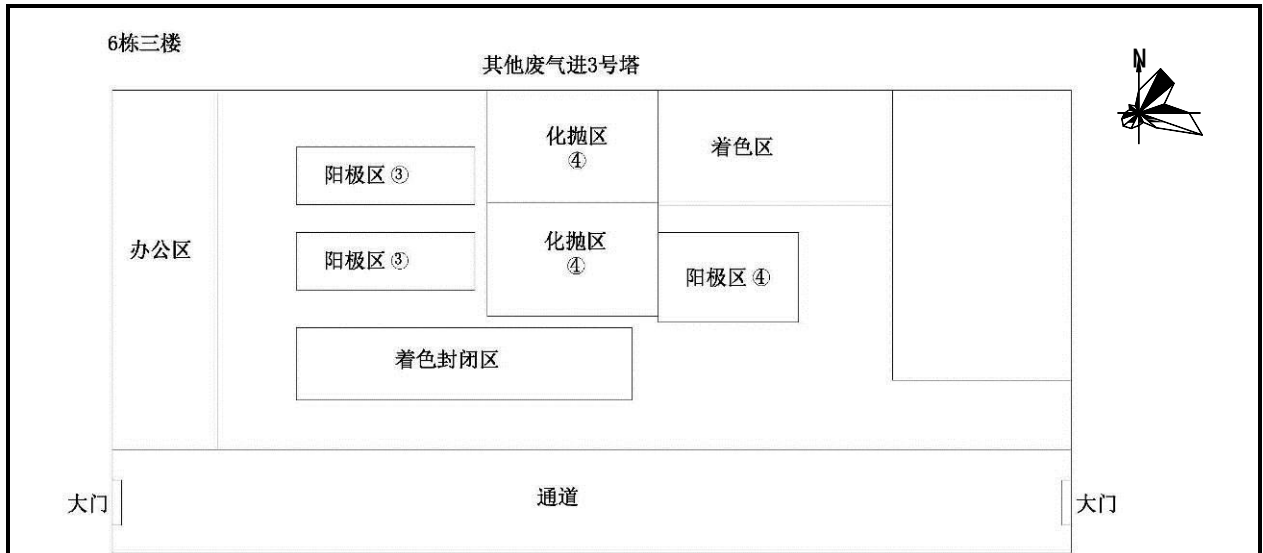 6栋三楼
其他废气进3号塔
N
化抛区
④
着色区
阳极区 ③
办公区
化抛区
④
阳极区 ③
阳极区 ④
着色封闭区
大门
通道
大门